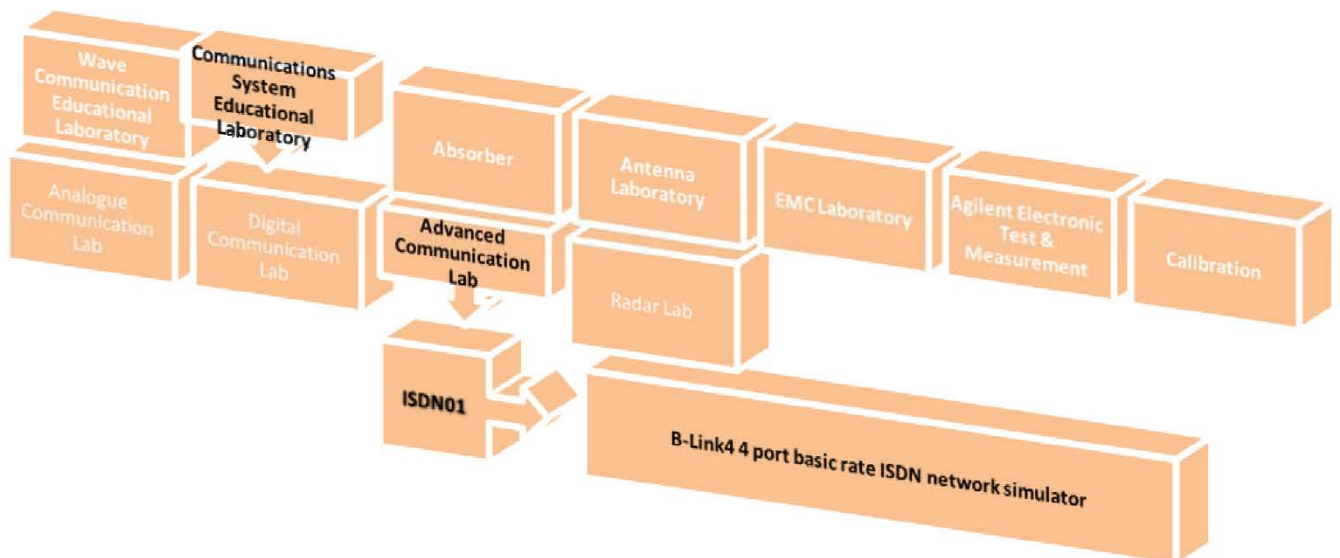 Wave
Communication
Educational
Laboratory
Communications
System
Educational
Laboratory
Absorber
Antenna
Laboratory
EMC Laboratory
Agilent Electronic
Test &
Measurement
Calibration
Analogue
Communication
Lab
Digital
Communication
Lab
Advanced
Communication
Lab
Radar Lab
ISDN01
B-Link4 4 port basic rate ISDN network simulator